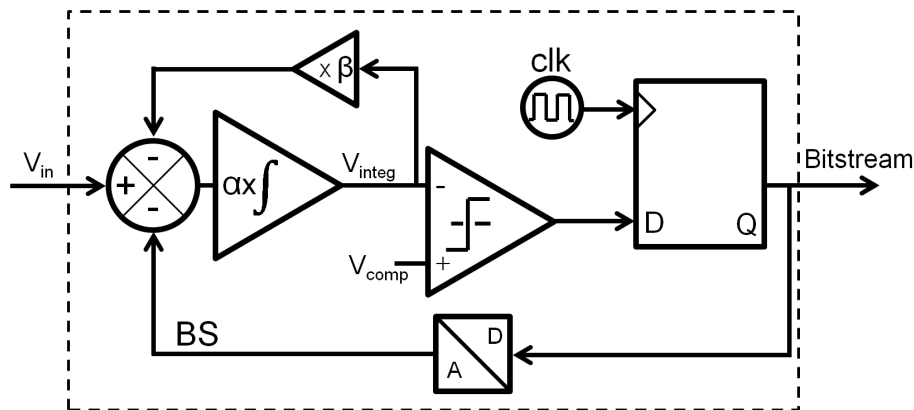 x β
clk
V_in
-
+
-
αx∫
V_integ
-
V_comp
+
D
Q
Bitstream
BS
D
A